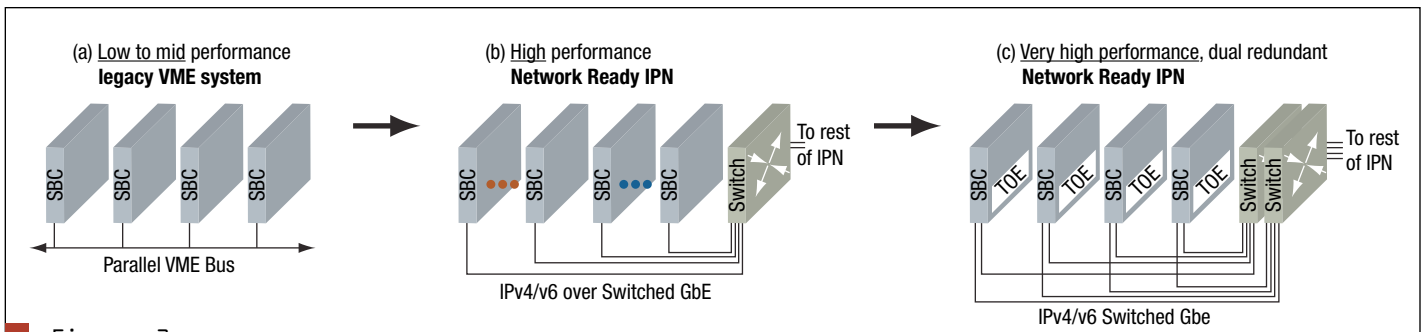 (a) Low to mid performance
legacy VME system
SBC
SBC
SBC
SBC
Parallel VME Bus
(b) High performance
Network Ready IPN
SBC
SBC
SBC
SBC
Switch
To rest
of IPN
IPv4/v6 over Switched GbE
(c) Very high performance, dual redundant
Network Ready IPN
SBC
TOE
SBC
TOE
SBC
TOE
SBC
TOE
Switch
Switch
To rest
of IPN
IPv4/v6 Switched Gbe